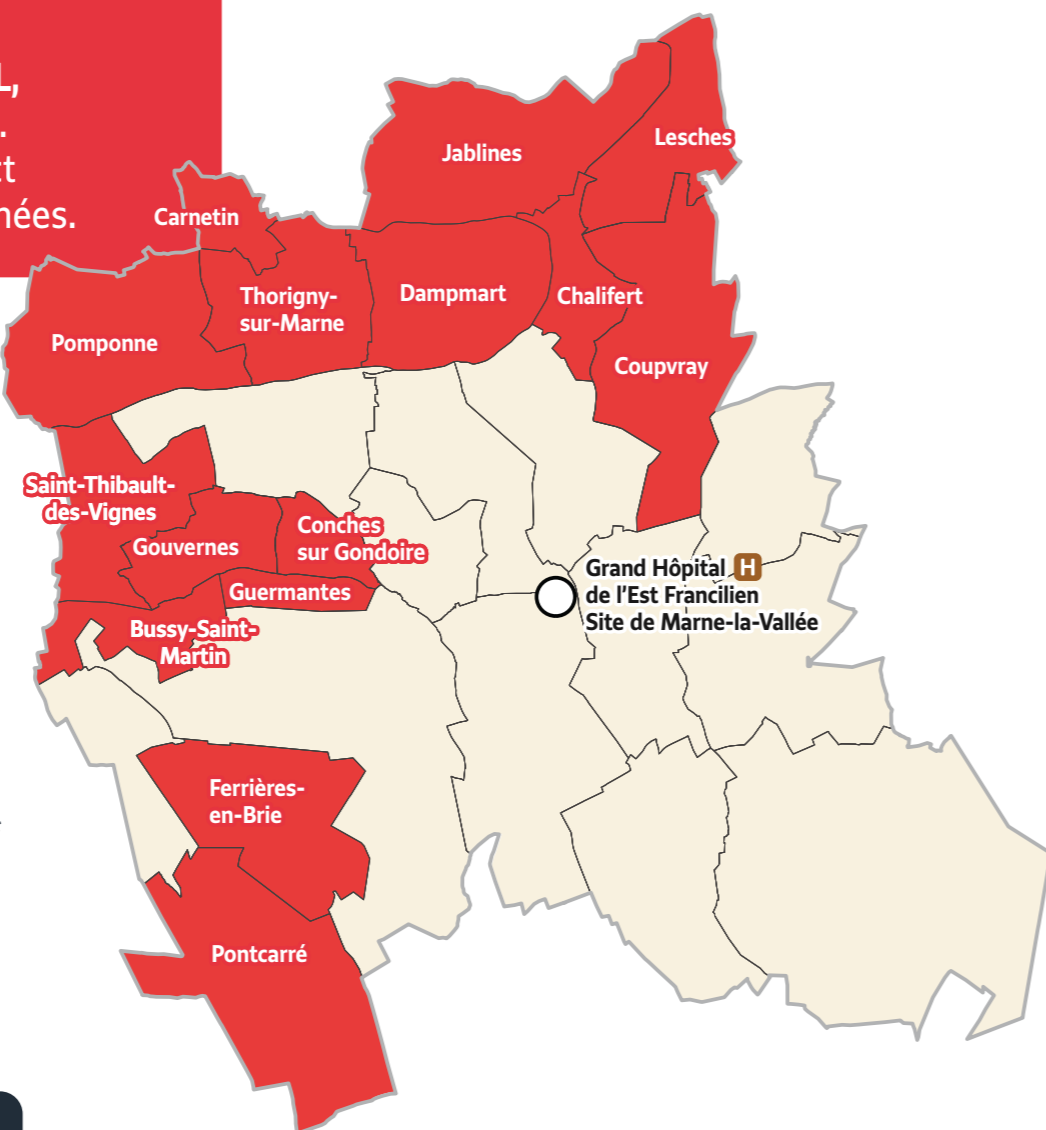 L,
.
ct
nées.
Jablines
Lesches
Carnetin
Thorigny-
sur-Marne
Dampmart
Chalifert
Pomponne
Coupvray
Saint-Thibault-
des-Vignes
Gouvernes
Conches
sur Gondoire
Guermantes
Bussy-Saint-
Martin
Grand Hôpital H
de l'Est Francilien
Site de Marne-la-Vallée
Ferrières-
en-Brie
Pontcarré